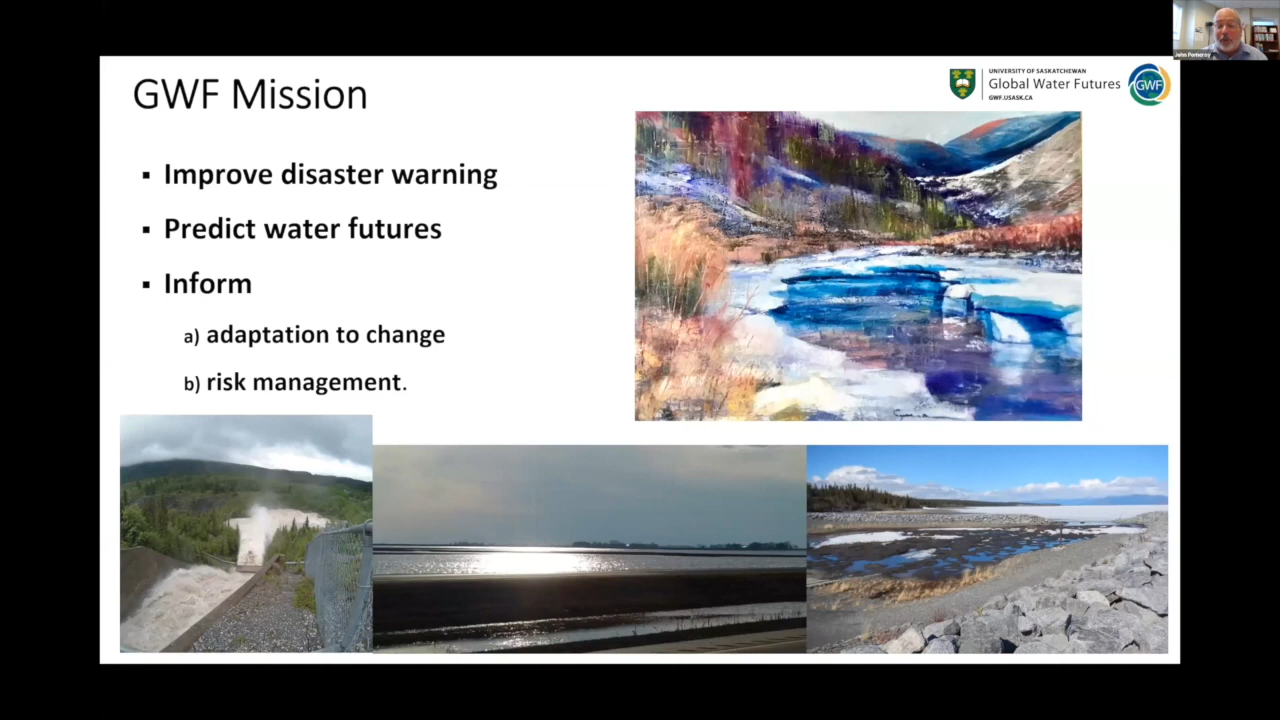 John Pomeroy
GWF Mission
UNIVERSITY OF SASKATCHEWAN
Global Water Futures
GWF.USASK.CA
GWF
▪ Improve disaster warning
▪ Predict water futures
▪ Inform
a) adaptation to change
b) risk management.